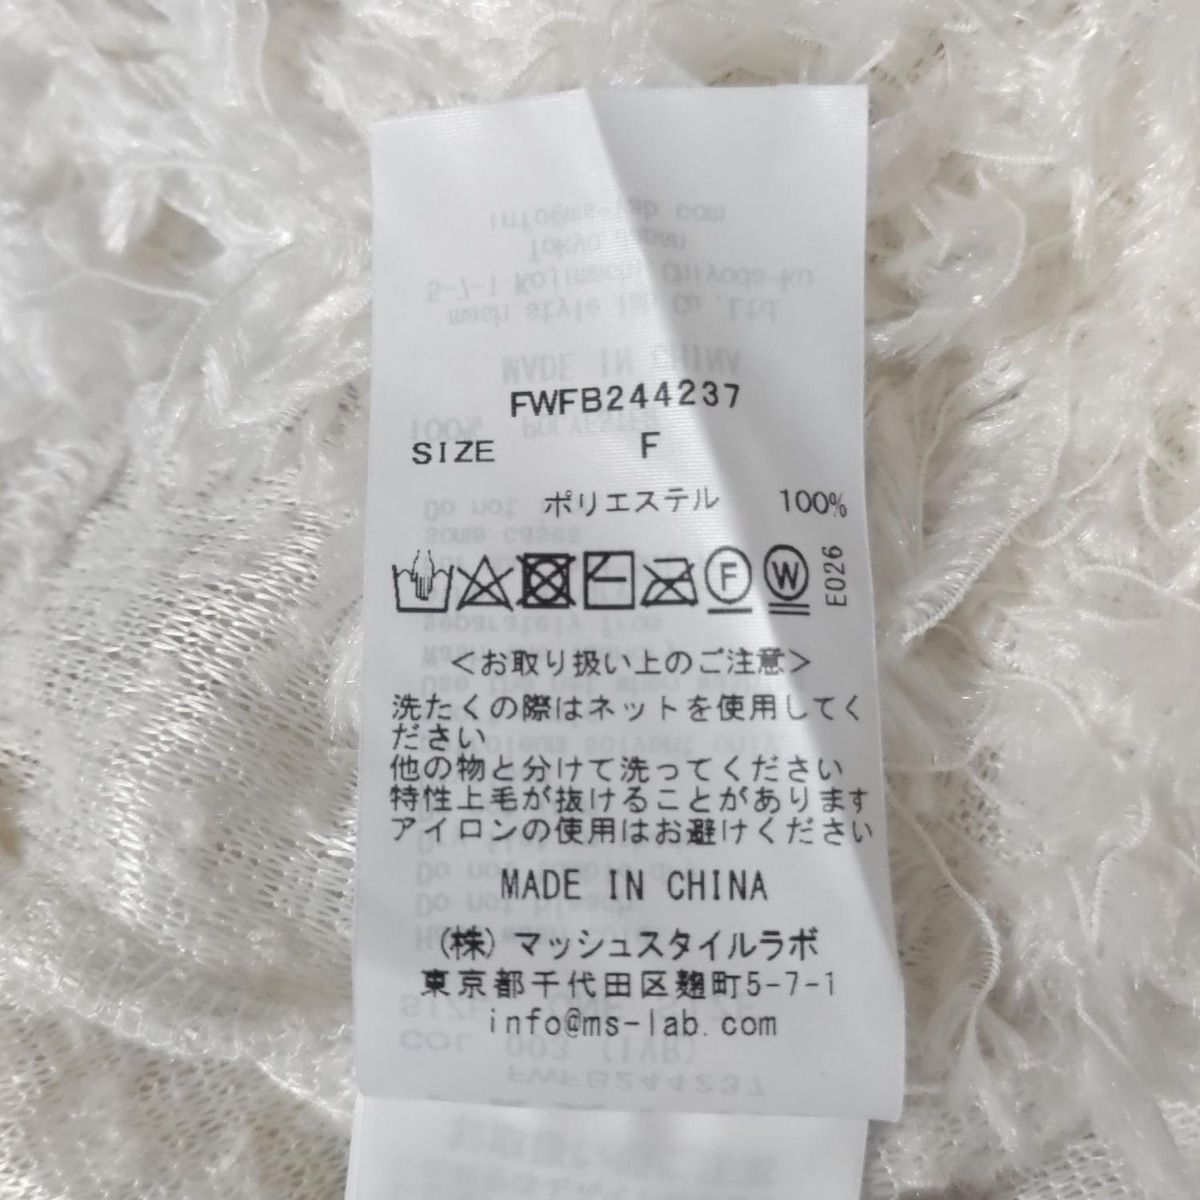 FWFB244237
SIZE F
ポリエステル 100%
F W E026
＜お取り扱い上のご注意＞
洗たくの際はネットを使用してく
ださい
他の物と分けて洗ってください
特性上毛が抜けることがあります
アイロンの使用はお避けください
MADE IN CHINA
(株)マッシュスタイルラボ
東京都千代田区麹町5-7-1
info@ms-lab.com